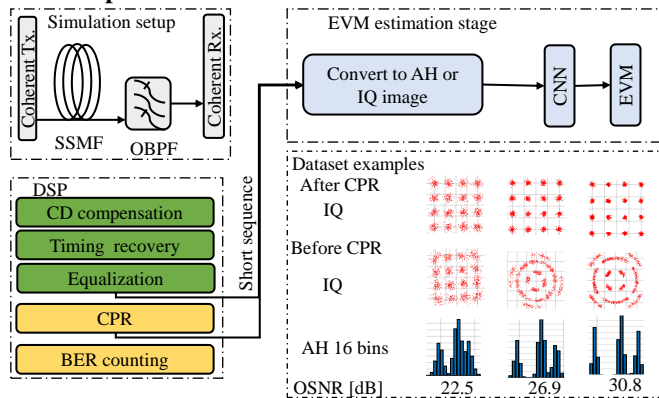 Simulation setup
Coherent Tx.
SSMF
OBPF
Coherent Rx.
EVM estimation stage
Convert to AH or
IQ image
CNN
EVM
DSP
CD compensation
Timing recovery
Equalization
CPR
BER counting
Short sequence
Dataset examples
After CPR
IQ
Before CPR
IQ
AH 16 bins
OSNR [dB] 22.5 26.9 30.8